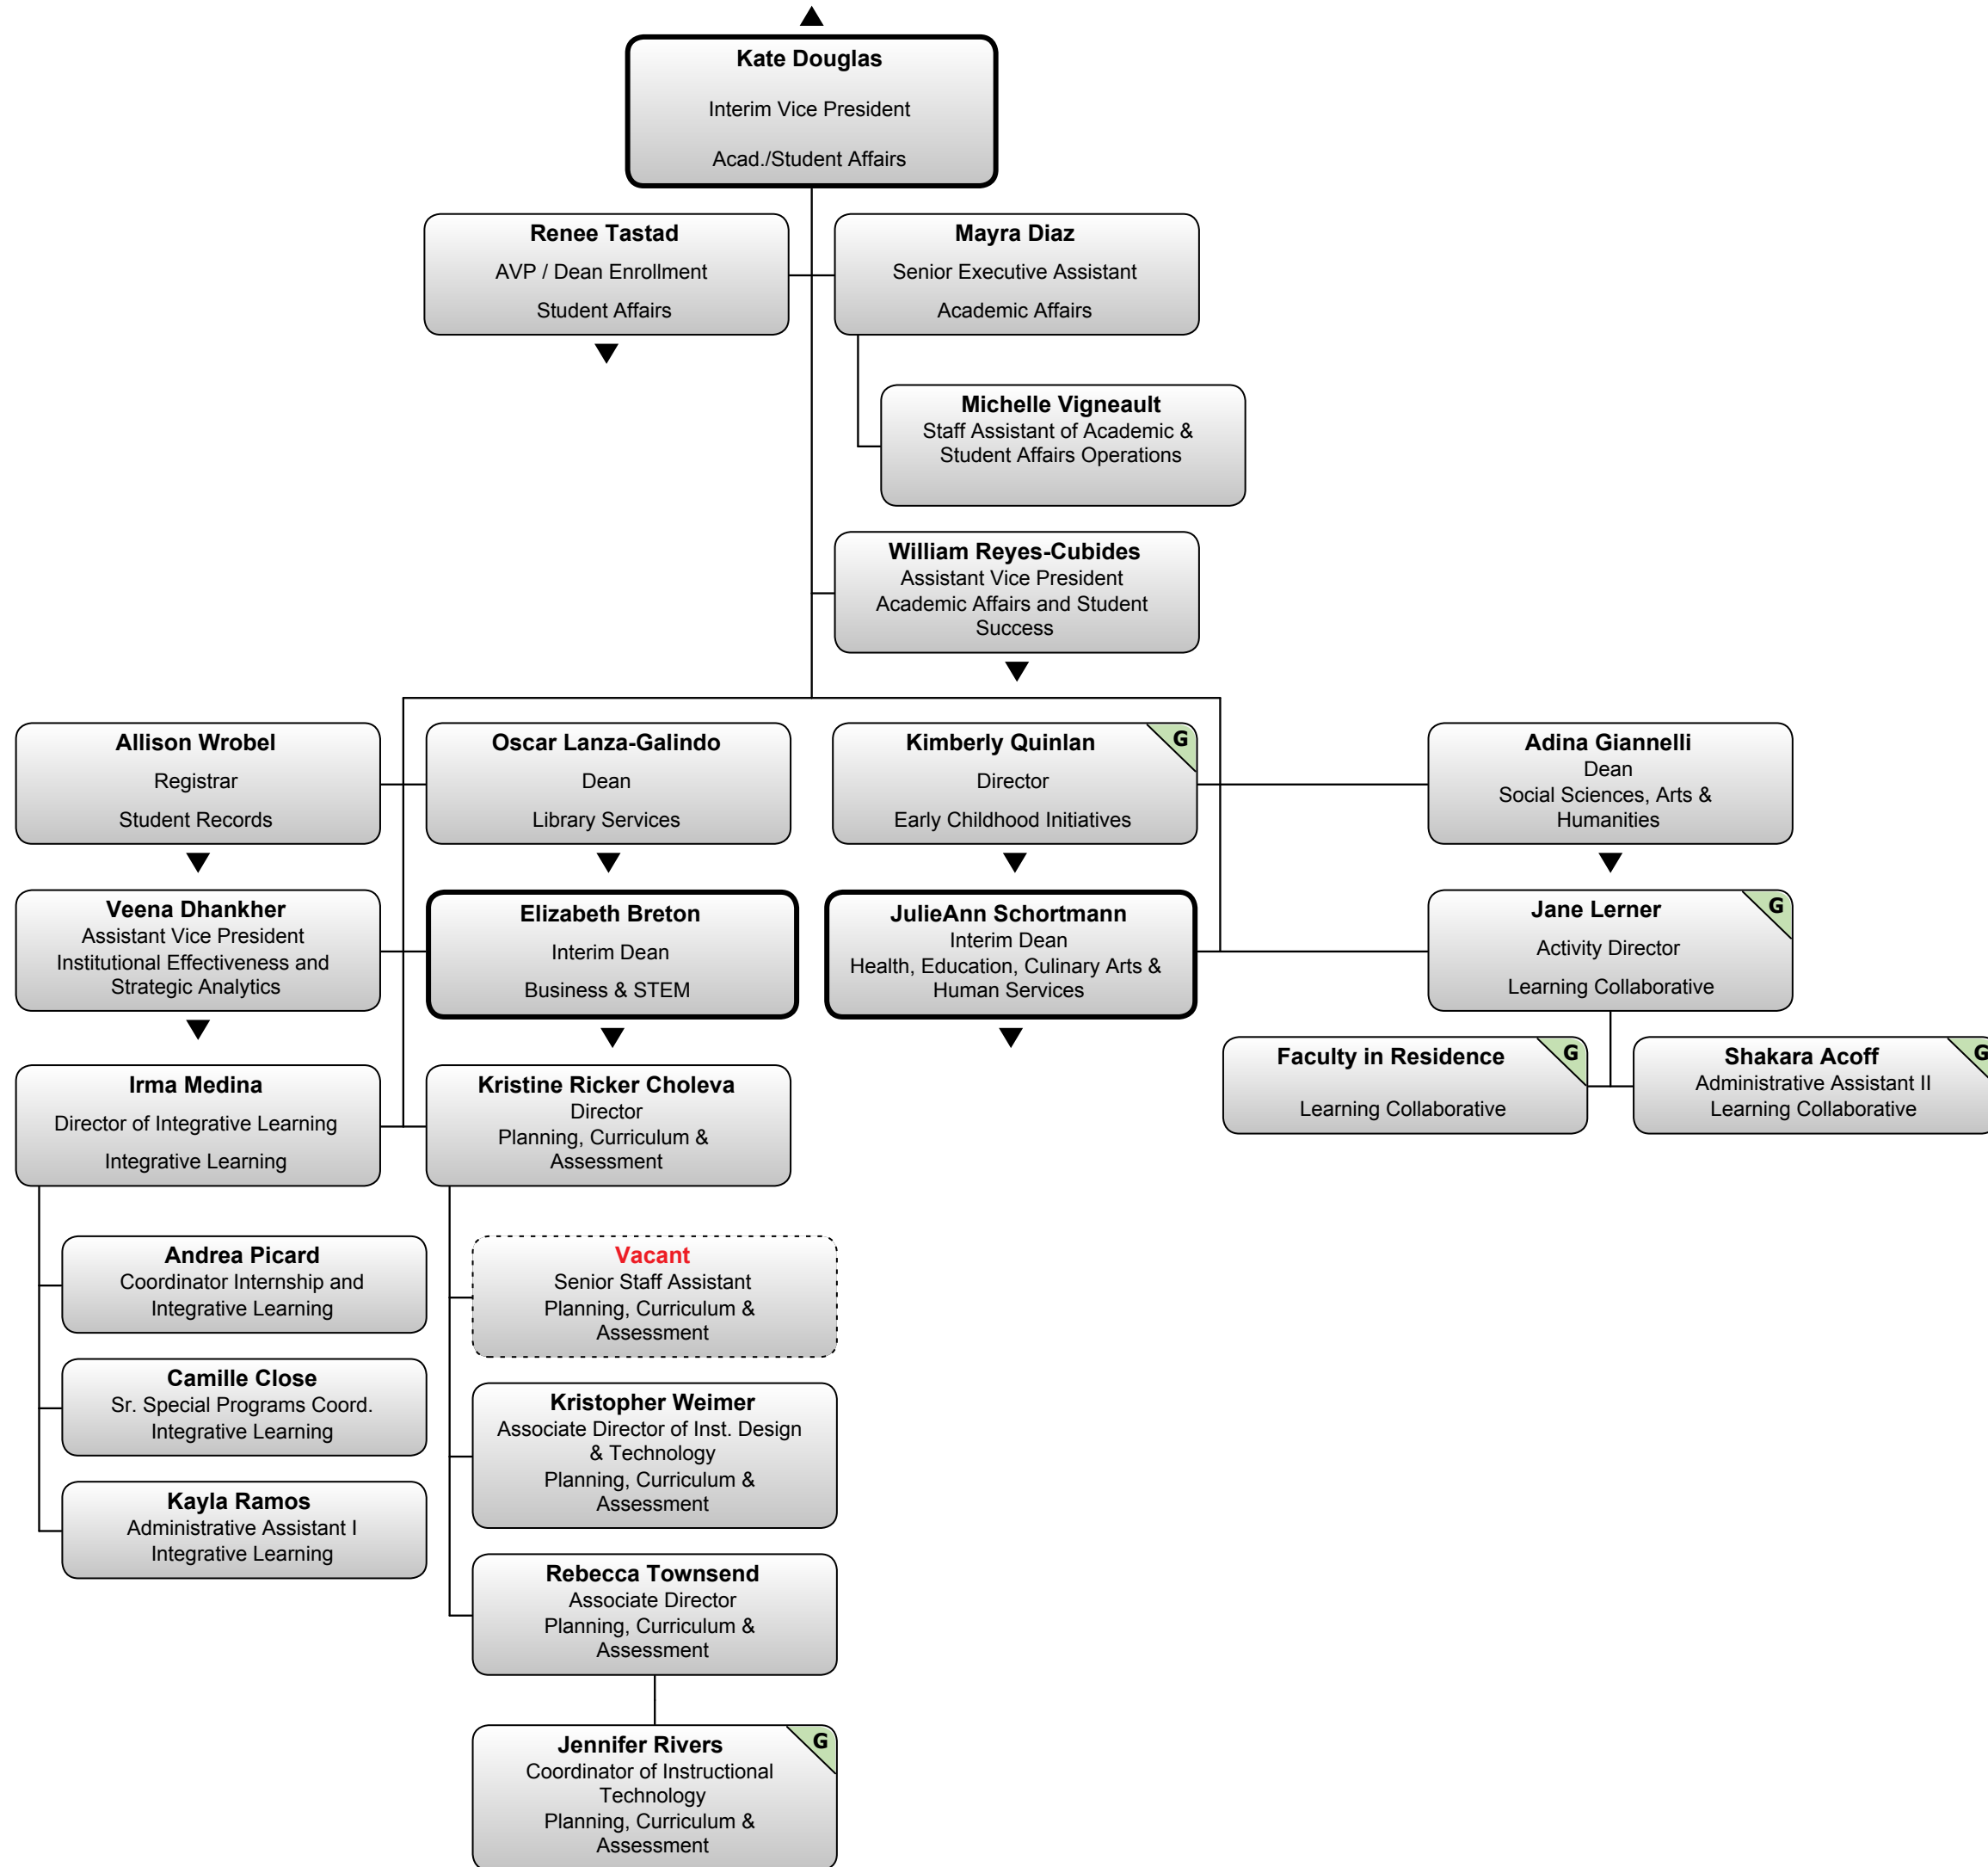 Kate Douglas
Interim Vice President
Acad./Student Affairs
Renee Tastad
AVP / Dean Enrollment
Student Affairs
Mayra Diaz
Senior Executive Assistant
Academic Affairs
Michelle Vigneault
Staff Assistant of Academic &
Student Affairs Operations
William Reyes-Cubides
Assistant Vice President
Academic Affairs and Student
Success
Allison Wrobel
Registrar
Student Records
Oscar Lanza-Galindo
Dean
Library Services
Kimberly Quinlan
G
Director
Early Childhood Initiatives
Adina Giannelli
Dean
Social Sciences, Arts &
Humanities
Veena Dhankher
Assistant Vice President
Institutional Effectiveness and
Strategic Analytics
Elizabeth Breton
Interim Dean
Business & STEM
JulieAnn Schortmann
Interim Dean
Health, Education, Culinary Arts &
Human Services
Jane Lerner
G
Activity Director
Learning Collaborative
Faculty in Residence
G
Learning Collaborative
Shakara Acoff
G
Administrative Assistant II
Learning Collaborative
Irma Medina
Director of Integrative Learning
Integrative Learning
Kristine Ricker Choleva
Director
Planning, Curriculum &
Assessment
Andrea Picard
Coordinator Internship and
Integrative Learning
Camille Close
Sr. Special Programs Coord.
Integrative Learning
Kayla Ramos
Administrative Assistant I
Integrative Learning
Vacant
Senior Staff Assistant
Planning, Curriculum &
Assessment
Kristopher Weimer
Associate Director of Inst. Design
& Technology
Planning, Curriculum &
Assessment
Rebecca Townsend
Associate Director
Planning, Curriculum &
Assessment
Jennifer Rivers
G
Coordinator of Instructional
Technology
Planning, Curriculum &
Assessment